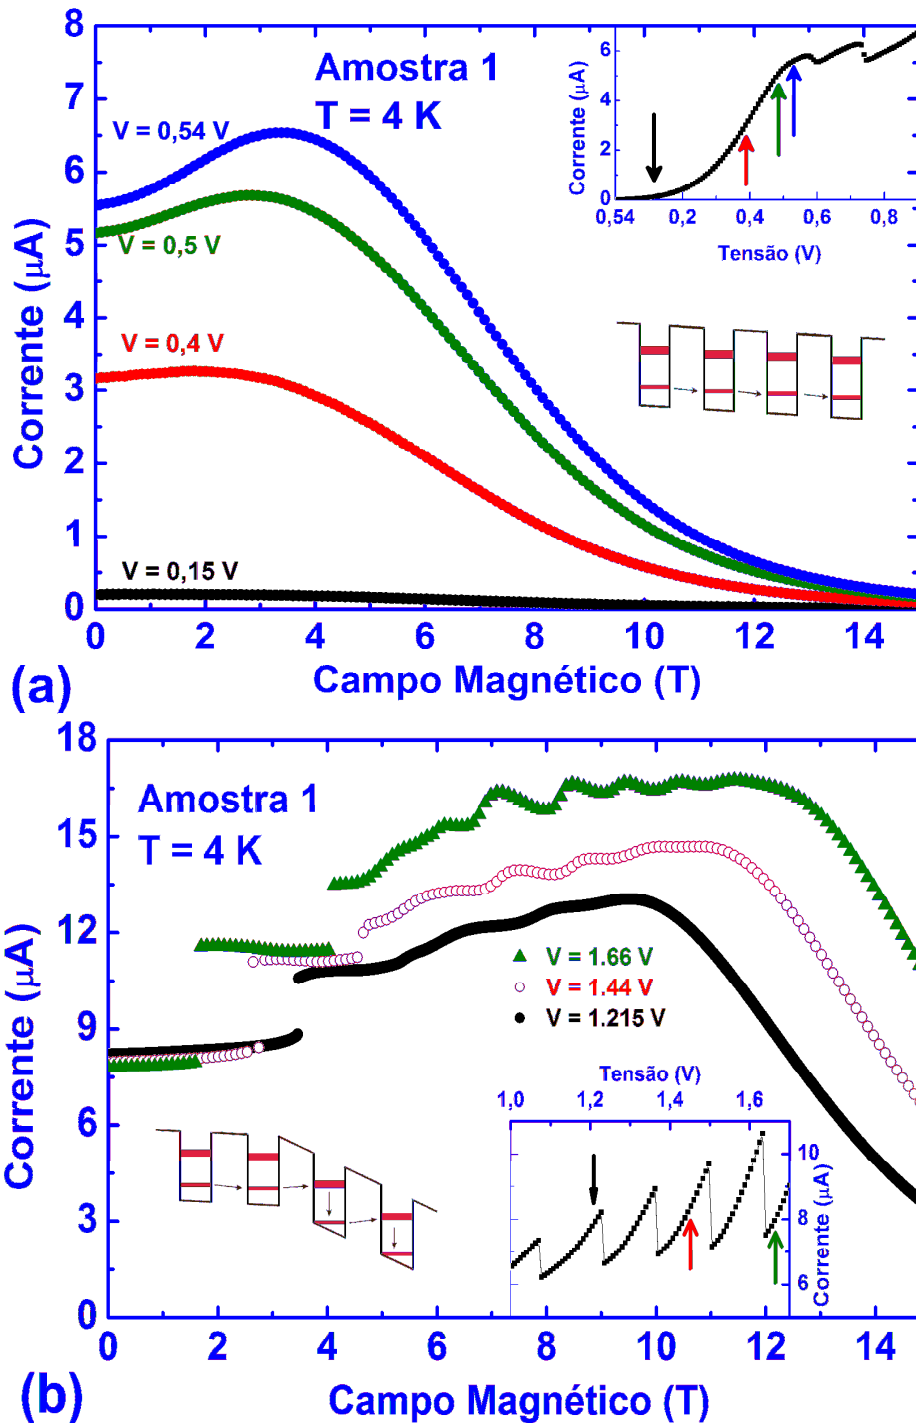 8
7
6
5
4
3
2
1
0
Corrente (µA)
Amostra 1
T = 4 K
V = 0,54 V
V = 0,5 V
V = 0,4 V
V = 0,15 V
6
4
2
0
Corrente (µA)
0,54 0,2 0,4 0,6 0,8
Tensão (V)
0 2 4 6 8 10 12 14
Campo Magnético (T)
(a)
18
15
12
9
6
3
0
Corrente (µA)
Amostra 1
T = 4 K
V = 1.66 V
V = 1.44 V
V = 1.215 V
Tensão (V)
1,0 1,2 1,4 1,6
10
8
6
Corrente (µA)
0 2 4 6 8 10 12 14
Campo Magnético (T)
(b)